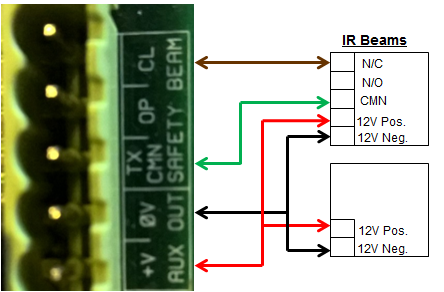 CL
OP
TX
CMN
SAFETY BEAM
0V
+V
AUX OUT
IR Beams
N/C
N/O
CMN
12V Pos.
12V Neg.
12V Pos.
12V Neg.